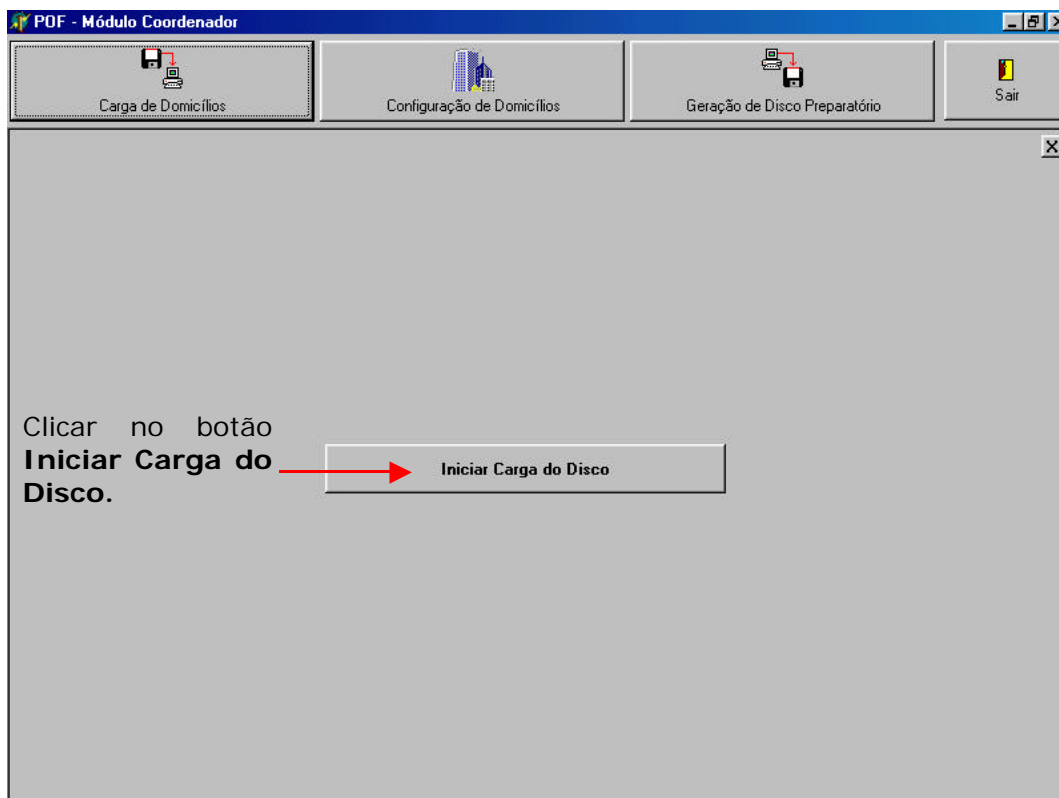 POF - Módulo Coordenador
Carga de Domicílios
Configuração de Domicílios
Geração de Disco Preparatório
Sair
Clicar no botão
Iniciar Carga do
Disco.
Iniciar Carga do Disco